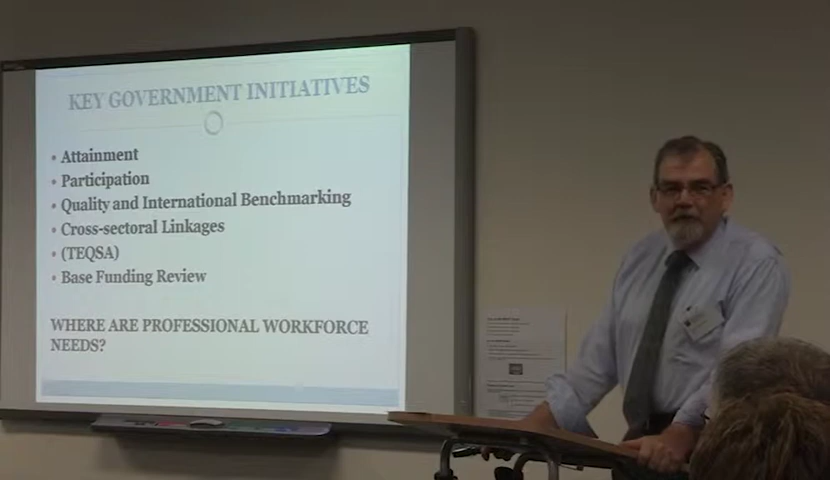 KEY GOVERNMENT INITIATIVES
• Attainment
• Participation
• Quality and International Benchmarking
• Cross-sectoral Linkages
• (TEQSA)
• Base Funding Review
WHERE ARE PROFESSIONAL WORKFORCE
NEEDS?